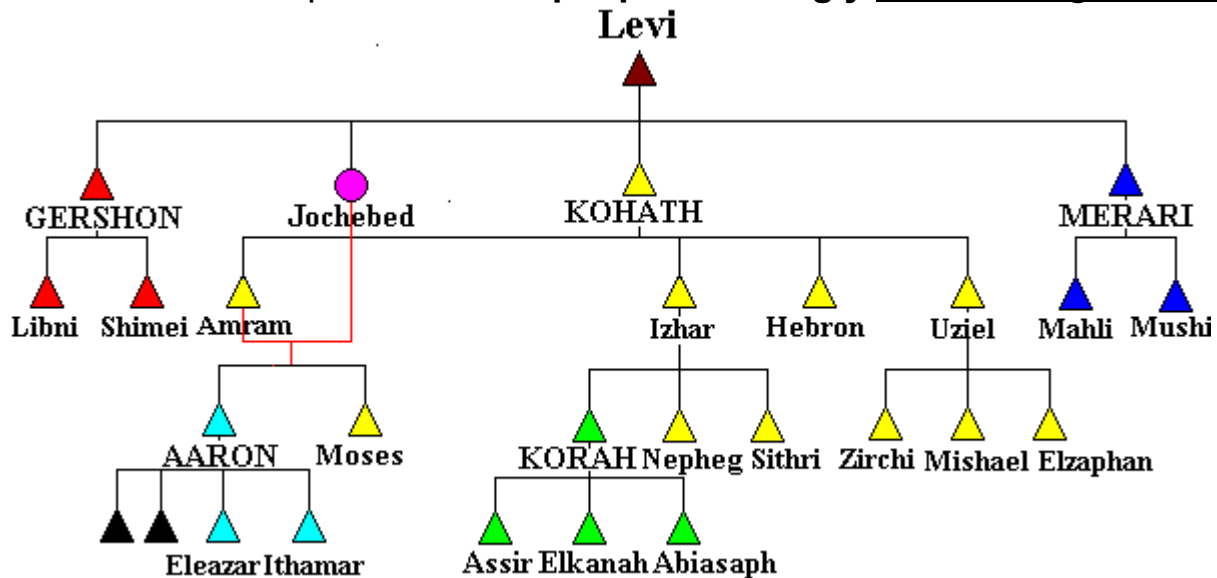 Levi
GERSHON Jochebed KOHATH MERARI
Libni Shimei Amram Izhar Hebron Uziel Mahli Mushi
AARON Moses KORAH Nepheg Sithri Zirchi Mishael Elzaphan
Eleazar Ithamar Assir Elkanah Abiasaph